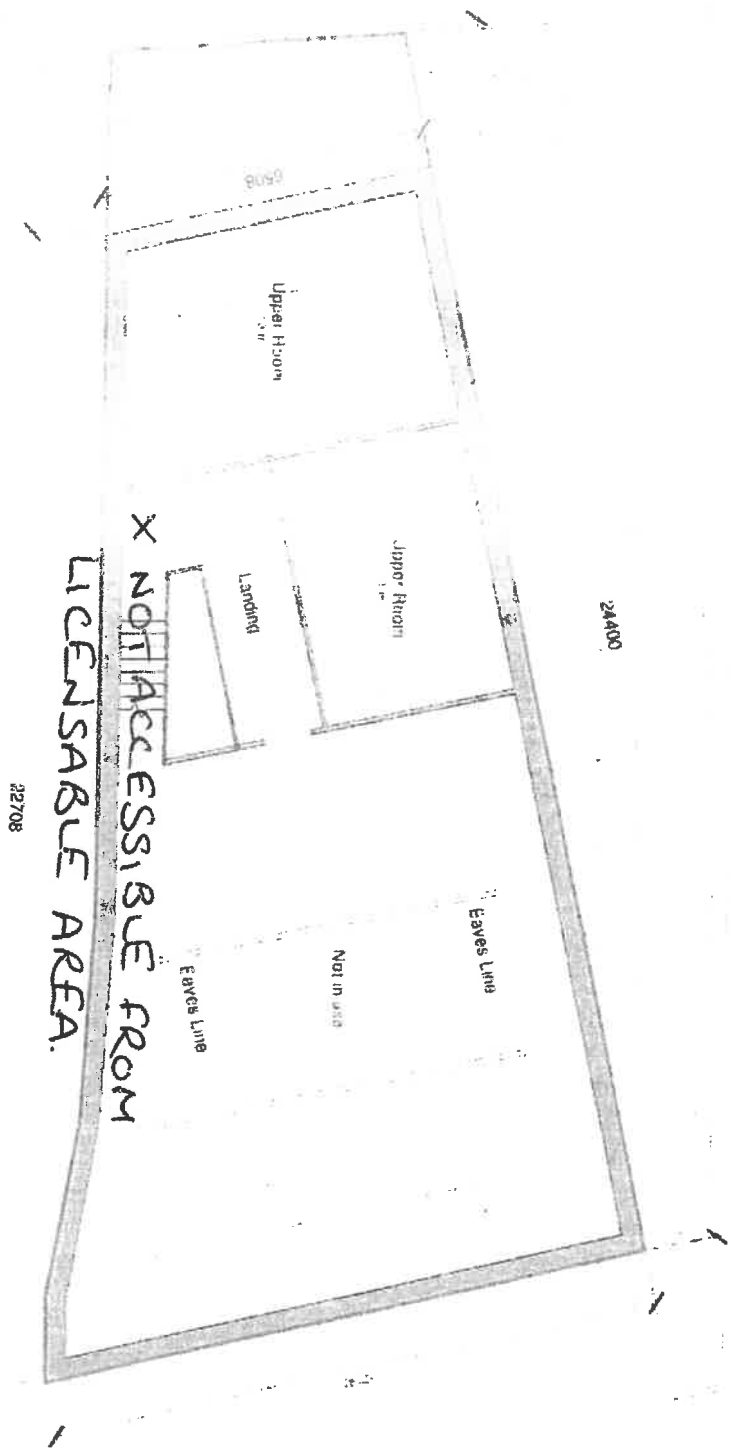 24400
Eaves Line
Upper Room
Not in use
6508
Upper Room
Landing
Eaves Line
X NOT ACCESSIBLE FROM
LICENSABLE AREA.
22708